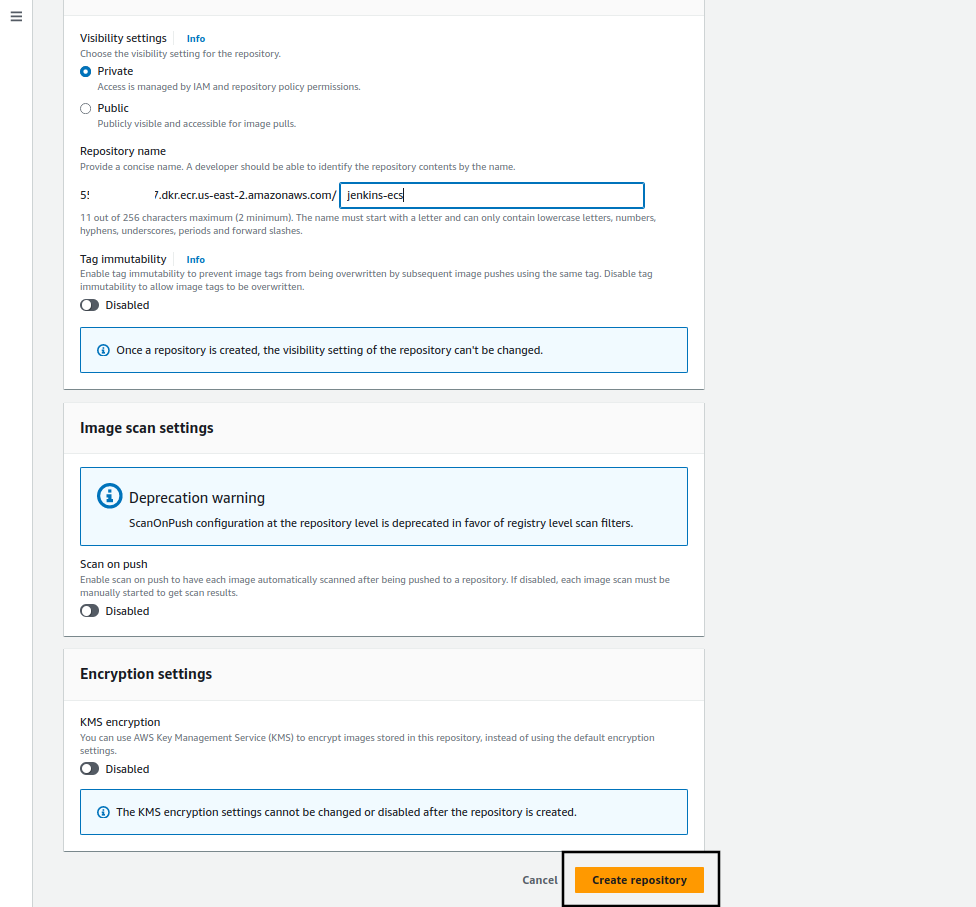 Visibility settings Info
Choose the visibility setting for the repository.
Private
Access is managed by IAM and repository policy permissions.
Public
Publicly visible and accessible for image pulls.
Repository name
Provide a concise name. A developer should be able to identify the repository contents by the name.
55 7.dkr.ecr.us-east-2.amazonaws.com/ jenkins-ecs
11 out of 256 characters maximum (2 minimum). The name must start with a letter and can only contain lowercase letters, numbers,
hyphens, underscores, periods and forward slashes.
Tag immutability Info
Enable tag immutability to prevent image tags from being overwritten by subsequent image pushes using the same tag. Disable tag
immutability to allow image tags to be overwritten.
Disabled
Once a repository is created, the visibility setting of the repository can't be changed.
Image scan settings
Deprecation warning
ScanOnPush configuration at the repository level is deprecated in favor of registry level scan filters.
Scan on push
Enable scan on push to have each image automatically scanned after being pushed to a repository. If disabled, each image scan must be
manually started to get scan results.
Disabled
Encryption settings
KMS encryption
You can use AWS Key Management Service (KMS) to encrypt images stored in this repository, instead of using the default encryption
settings.
Disabled
The KMS encryption settings cannot be changed or disabled after the repository is created.
Cancel Create repository